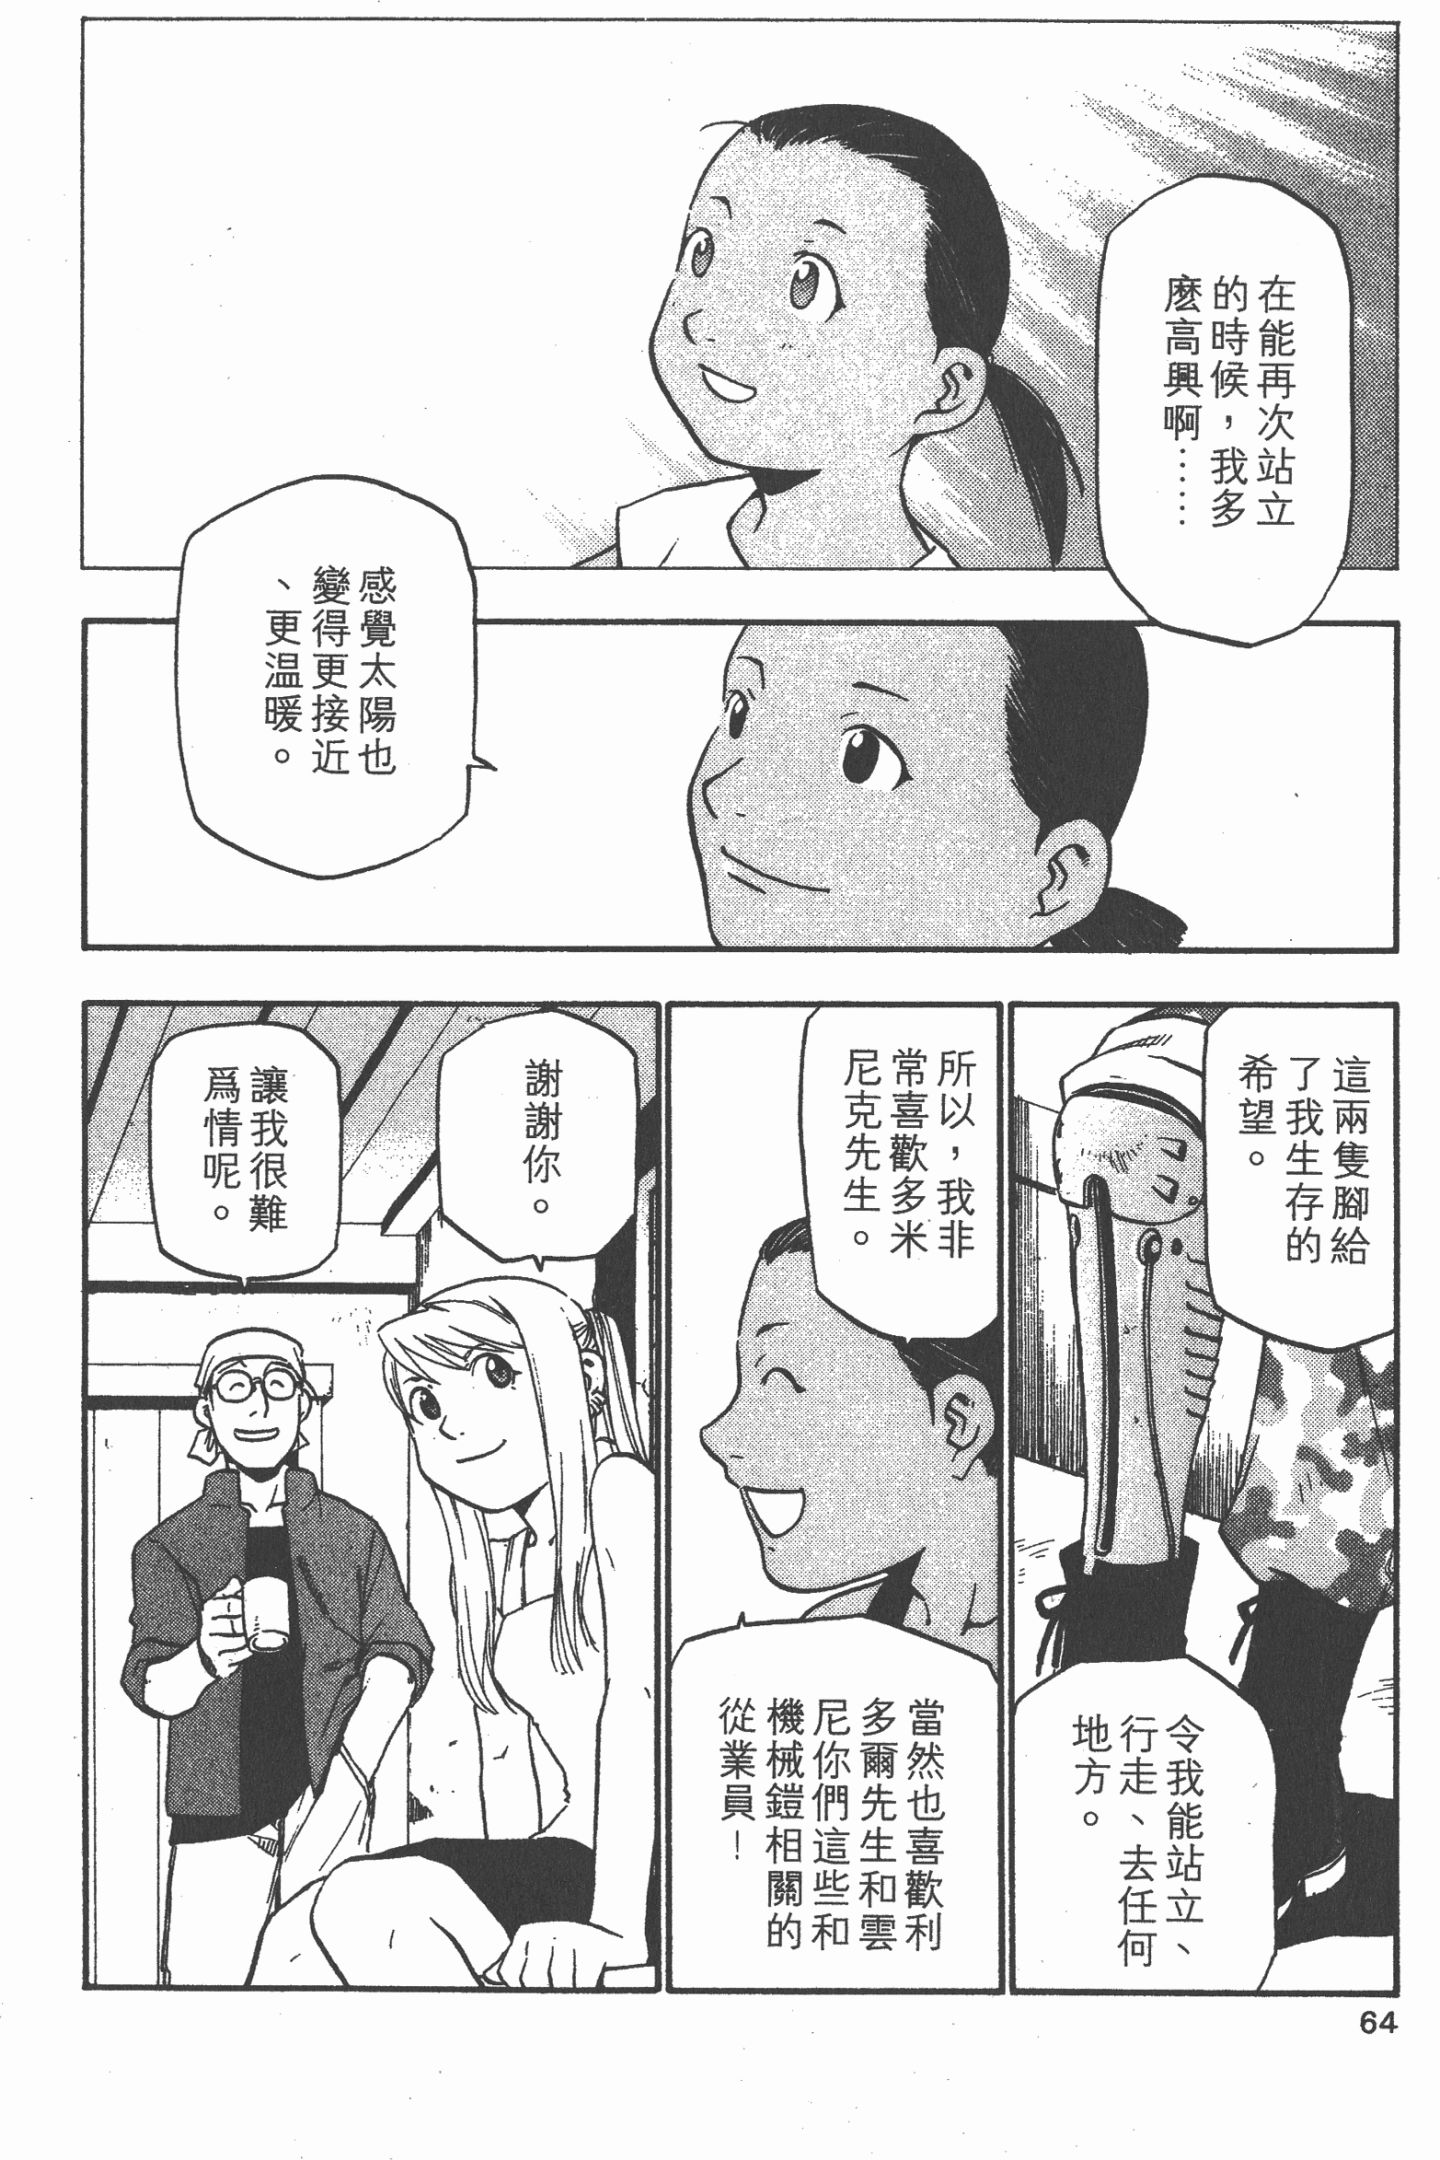 在能再次站立
的時候，我多
麼高興啊……
感覺太陽也
變得更接近
、更温暖。
這兩隻腳給
了我生存的
希望。
令我能站立、
行走、去任何
地方。
所以，我非
常喜歡多米
尼克先生。
當然也喜歡利
多爾先生和雲
尼你們這些和
機械鎧相關的
從業員！
謝謝你。
讓我很難
爲情呢。
64